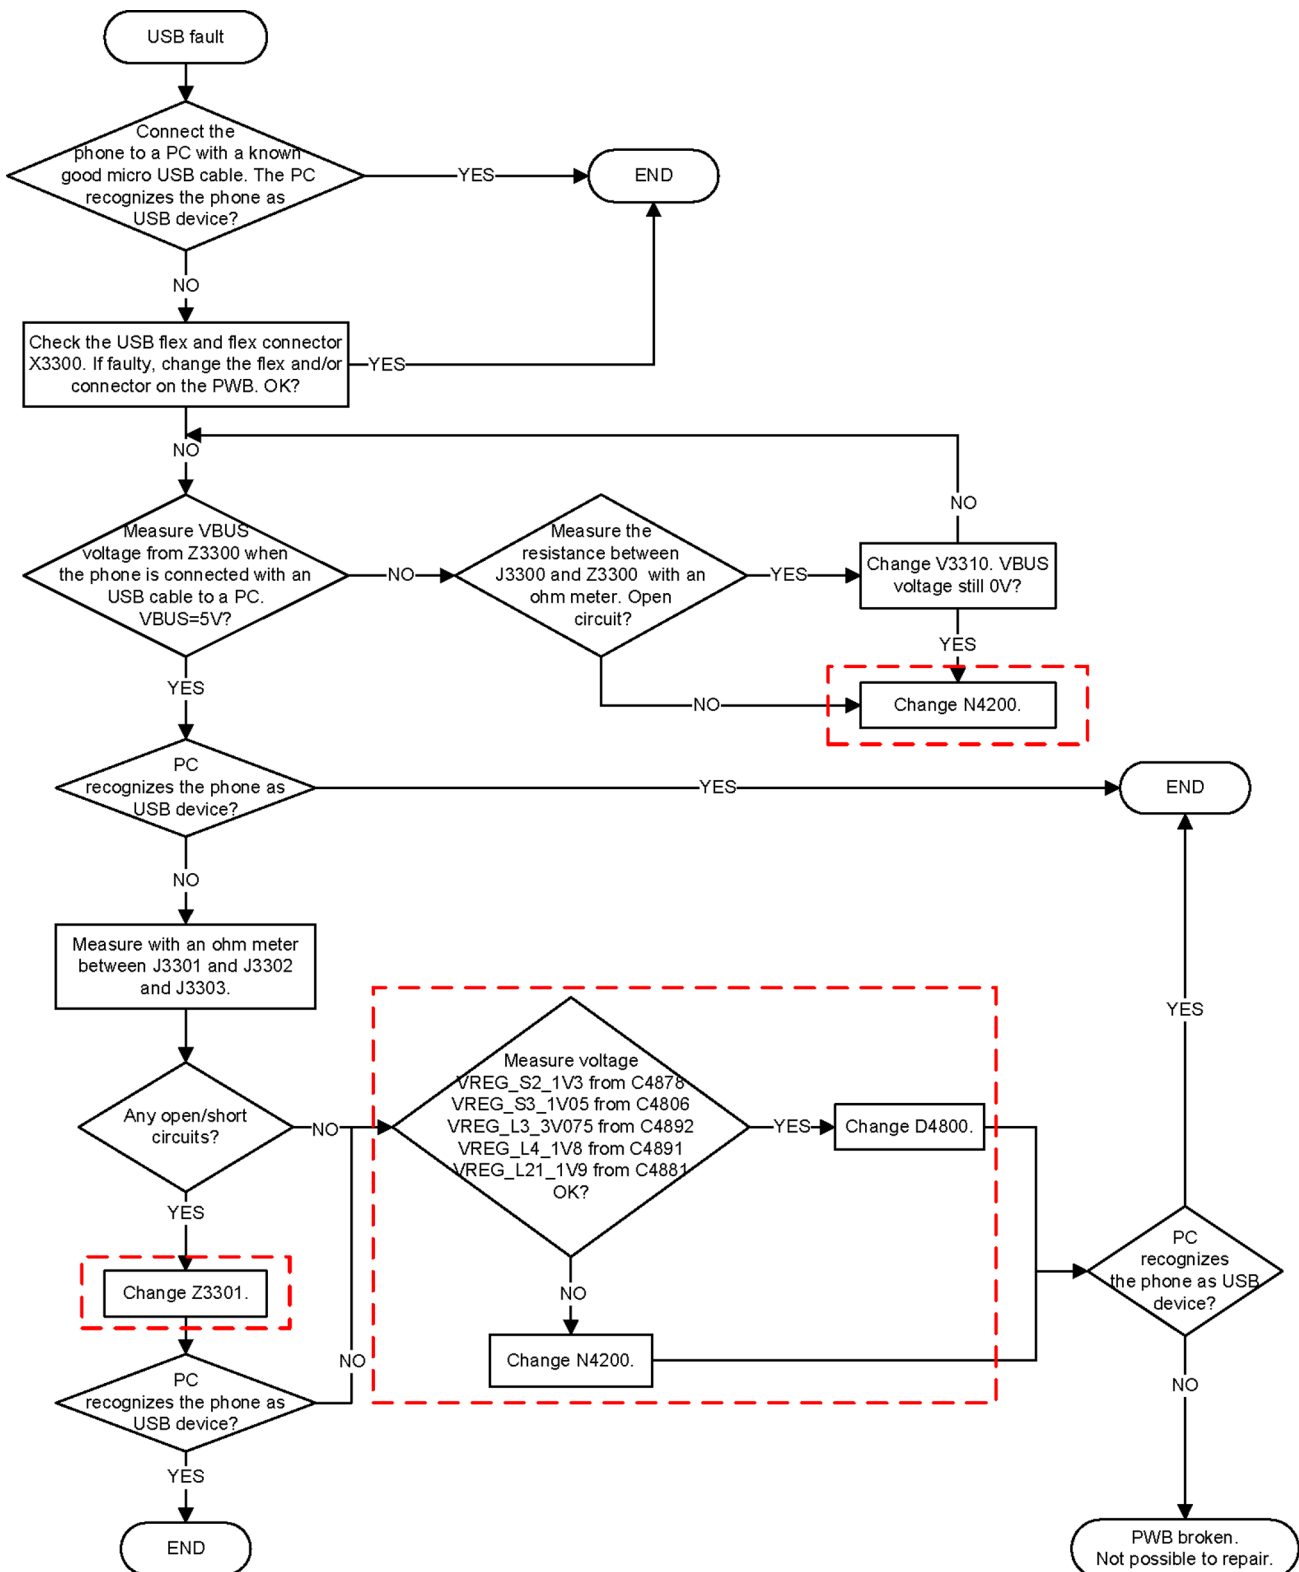 USB fault
Connect the
phone to a PC with a known
good micro USB cable. The PC
recognizes the phone as
USB device?
YES
END
NO
Check the USB flex and flex connector
X3300. If faulty, change the flex and/or
connector on the PWB. OK?
YES
NO
Measure VBUS
voltage from Z3300 when
the phone is connected with an
USB cable to a PC.
VBUS=5V?
NO
Measure the
resistance between
J3300 and Z3300 with an
ohm meter. Open
circuit?
YES
Change V3310. VBUS
voltage still 0V?
NO
YES
NO
Change N4200.
YES
PC
recognizes the phone as
USB device?
YES
END
NO
Measure with an ohm meter
between J3301 and J3302
and J3303.
Any open/short
circuits?
NO
Measure voltage
VREG_S2_1V3 from C4878
VREG_S3_1V05 from C4806
VREG_L3_3V075 from C4892
VREG_L4_1V8 from C4891
VREG_L21_1V9 from C4881
OK?
YES
Change D4800.
NO
Change N4200.
YES
Change Z3301.
PC
recognizes the phone as
USB device?
NO
YES
END
YES
PC
recognizes
the phone as USB
device?
NO
PWB broken.
Not possible to repair.